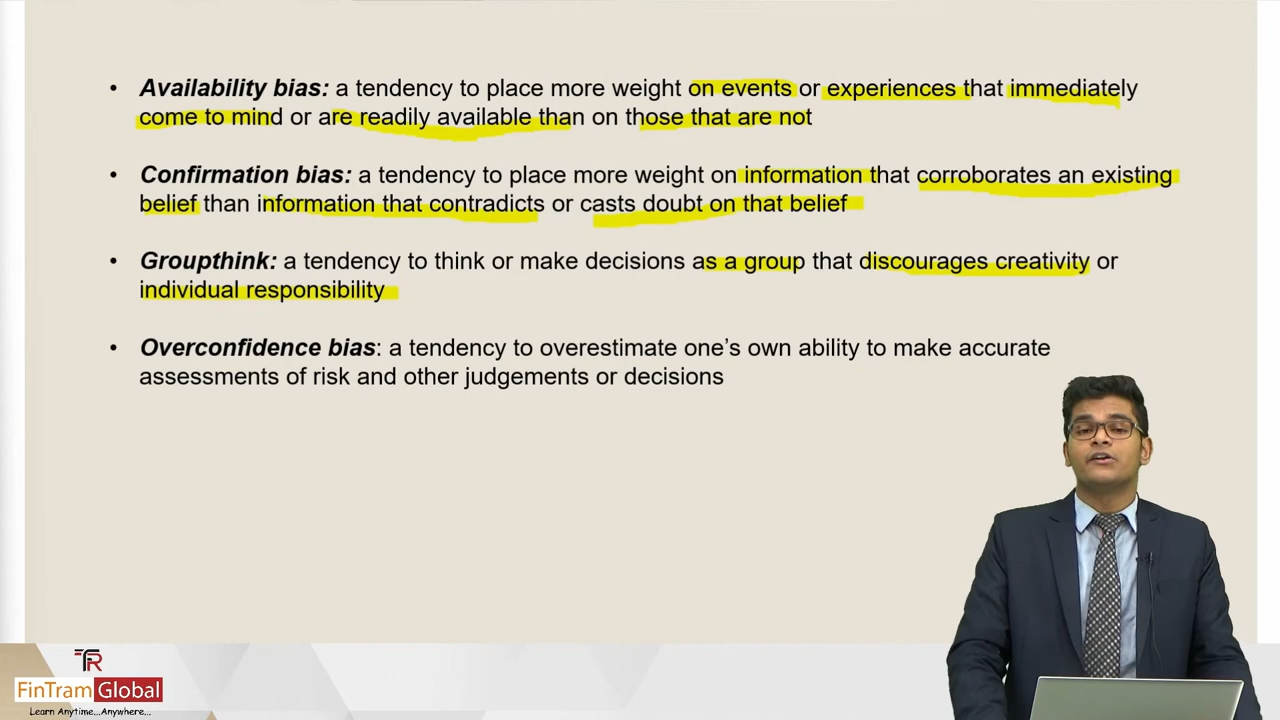 • Availability bias: a tendency to place more weight on events or experiences that immediately
come to mind or are readily available than on those that are not
• Confirmation bias: a tendency to place more weight on information that corroborates an existing
belief than information that contradicts or casts doubt on that belief
• Groupthink: a tendency to think or make decisions as a group that discourages creativity or
individual responsibility
• Overconfidence bias: a tendency to overestimate one’s own ability to make accurate
assessments of risk and other judgements or decisions
FinTram Global
Learn Anytime...Anywhere...